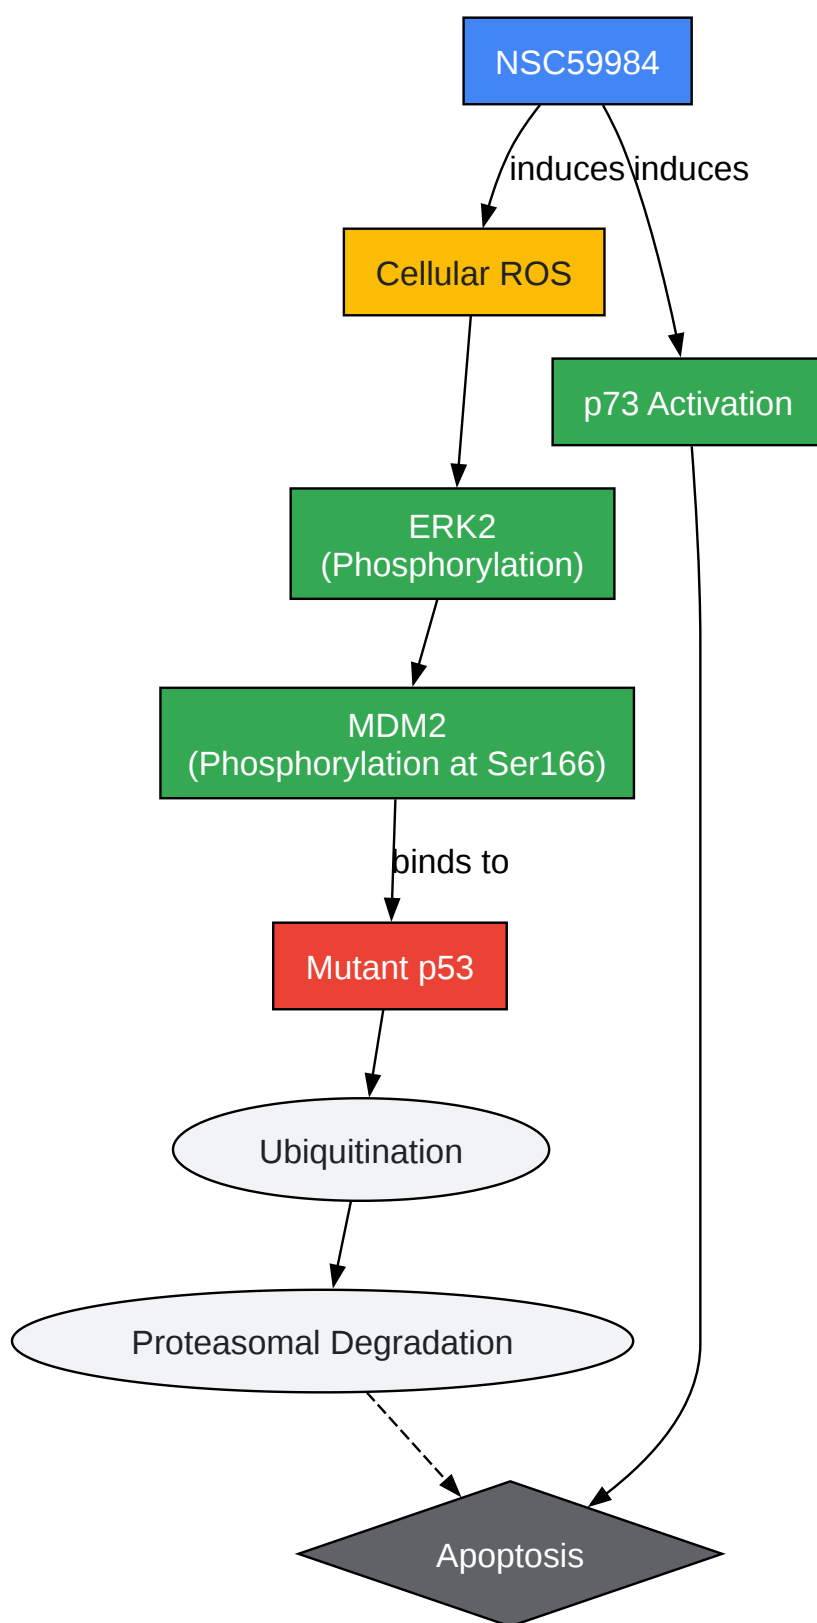 NSC59984
induces
induces
Cellular ROS
p73 Activation
ERK2
(Phosphorylation)
MDM2
(Phosphorylation at Ser166)
binds to
Mutant p53
Ubiquitination
Proteasomal Degradation
Apoptosis